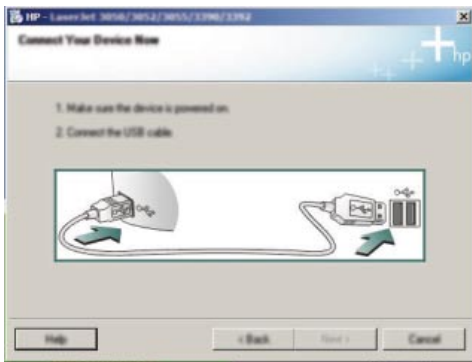 HP - LaserJet 3050/3052/3055/3390/3392
Connect Your Device Now
hp
1. Make sure the device is powered on.
2. Connect the USB cable
Help
< Back
Next >
Cancel